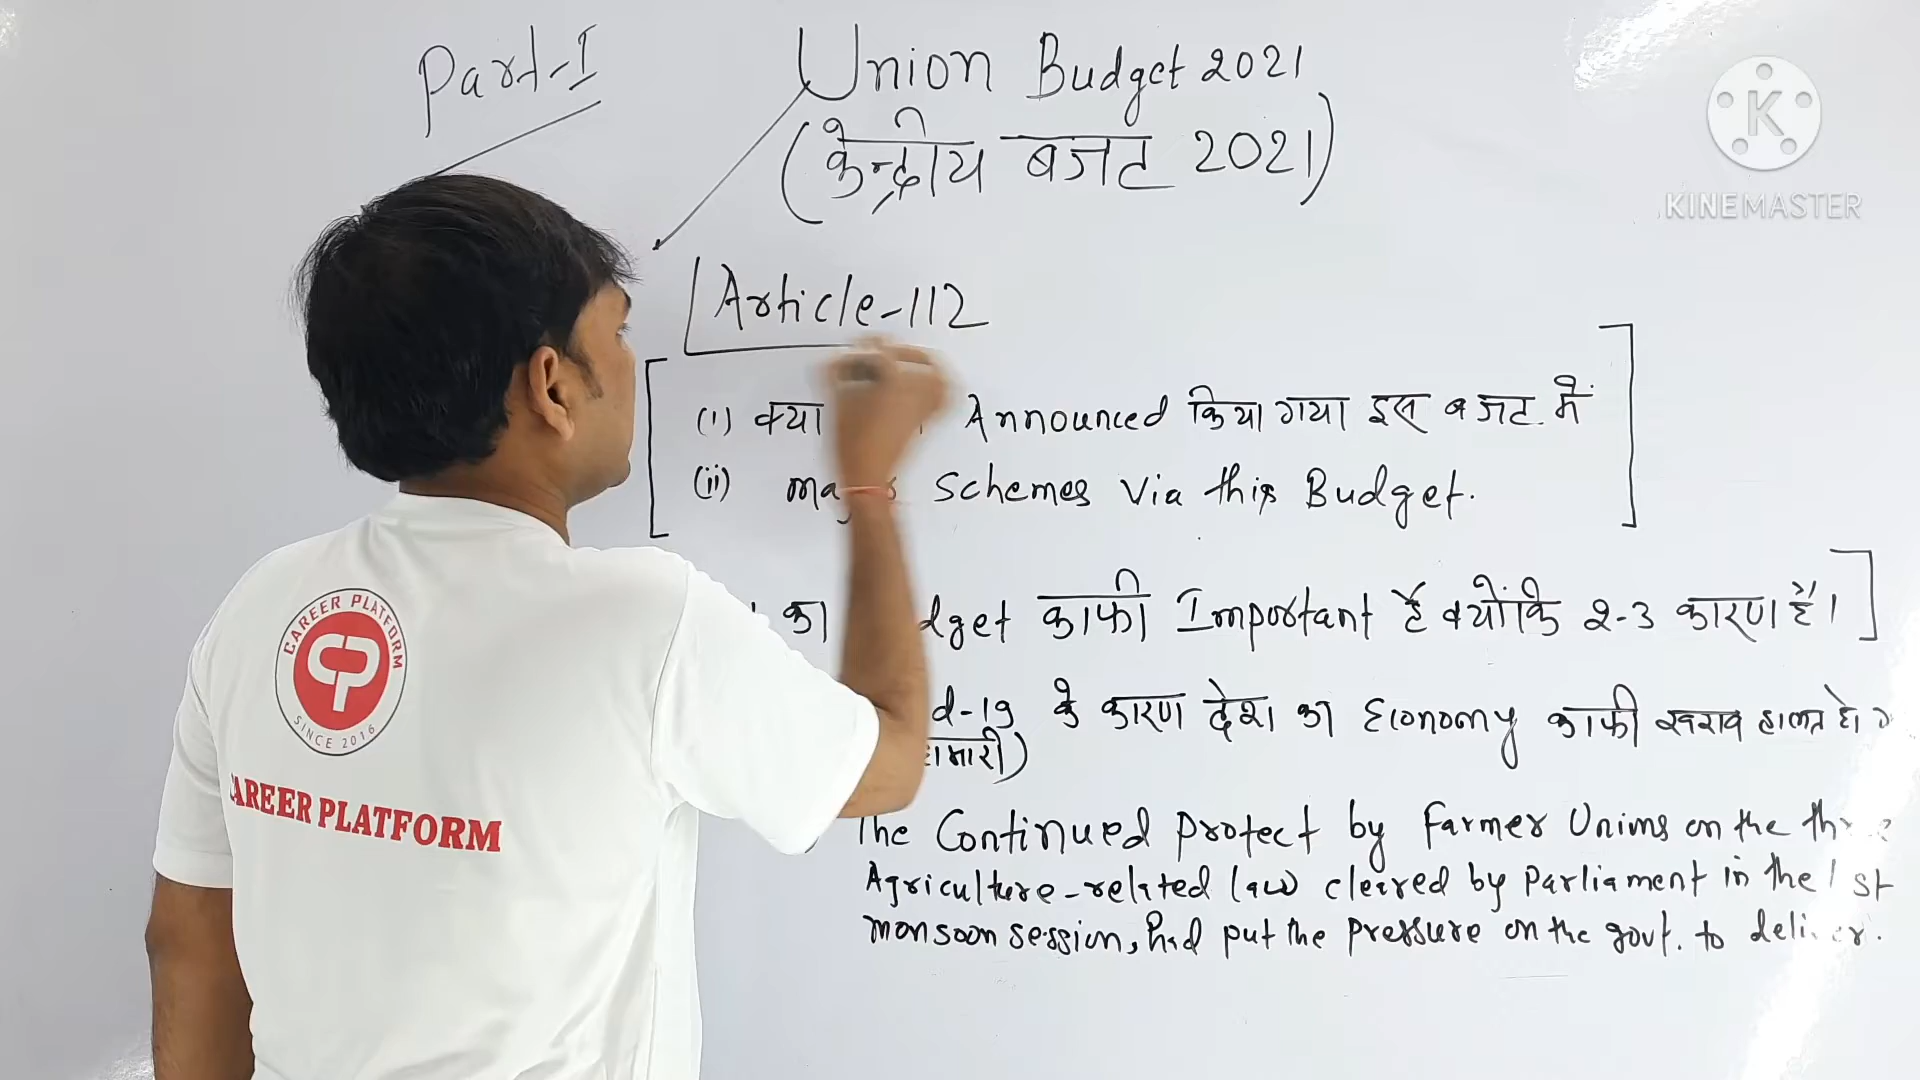 Part-I
Union Budget 2021
(केन्द्रीय बजट 2021)
KINEMASTER
Article-112
(i) क्या Announced किया गया इस बजट में
(ii) schemes Via this Budget.
का dget काफी Important है क्योंकि 2-3 कारण है।
d-19 के कारण देश का Economy काफी खराब हालत है।
The Continued protect by Farmer Unions on the
Agriculture-related law cleared by Parliament in the
monsoon session, had put the pressure on the govt. to
CAREER PLATFORM
CP
SINCE 2016
CAREER PLATFORM